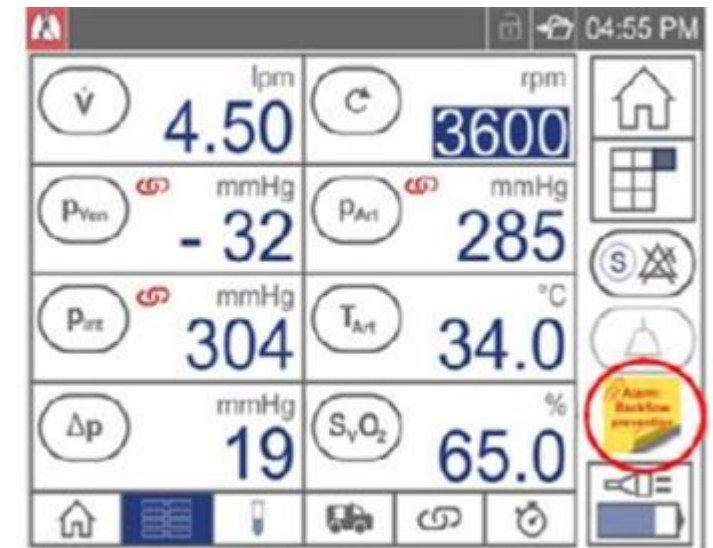 04:55 PM
V̇ lpm 4.50
rpm 3600
pVen mmHg - 32
pArt mmHg 285
pint mmHg 304
TArt °C 34.0
Δp mmHg 19
SvO2 % 65.0
S
Alarm:
Backflow
prevention